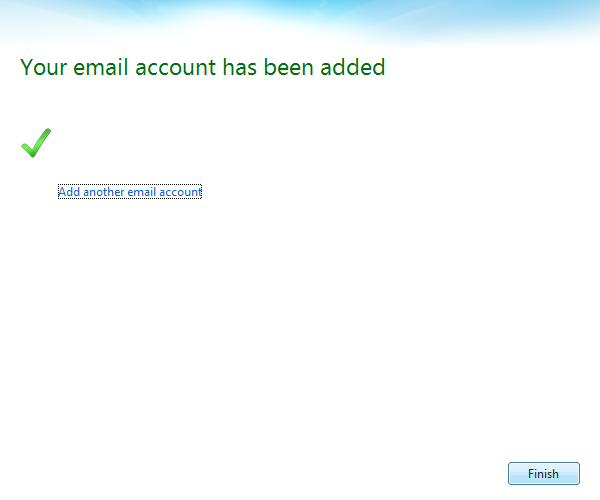 Your email account has been added
Add another email account
Finish